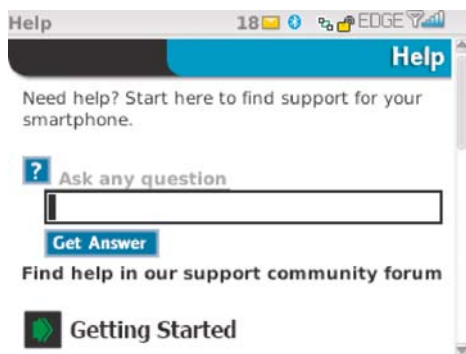 Help 18 EDGE
Help
Need help? Start here to find support for your
smartphone.
? Ask any question
Get Answer
Find help in our support community forum
Getting Started